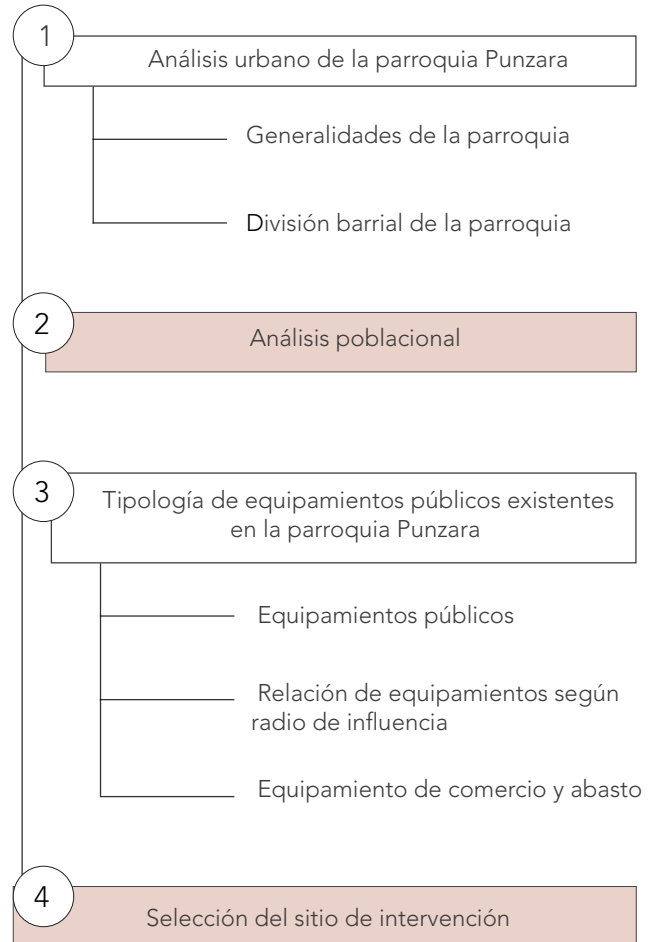 1
Análisis urbano de la parroquia Punzara
Generalidades de la parroquia
División barrial de la parroquia
2
Análisis poblacional
3
Tipología de equipamientos públicos existentes
en la parroquia Punzara
Equipamientos públicos
Relación de equipamientos según
radio de influencia
Equipamiento de comercio y abasto
4
Selección del sitio de intervención